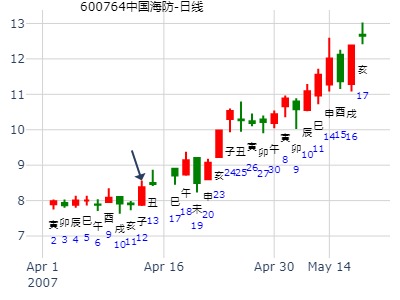 600764中国海防-日线
13
12
11
10
9
8
7
寅 卯 辰 巳 午 酉 戌 亥 子 丑 巳 午 未 申 亥 子 丑 寅 卯 午 寅 卯 辰 巳 申 酉 戌 亥
2 3 4 5 6 9 10 11 12 13 17 18 19 20 23 24 25 26 27 30 8 9 10 11 14 15 16 17
Apr 1 Apr 16 Apr 30 May 14
2007